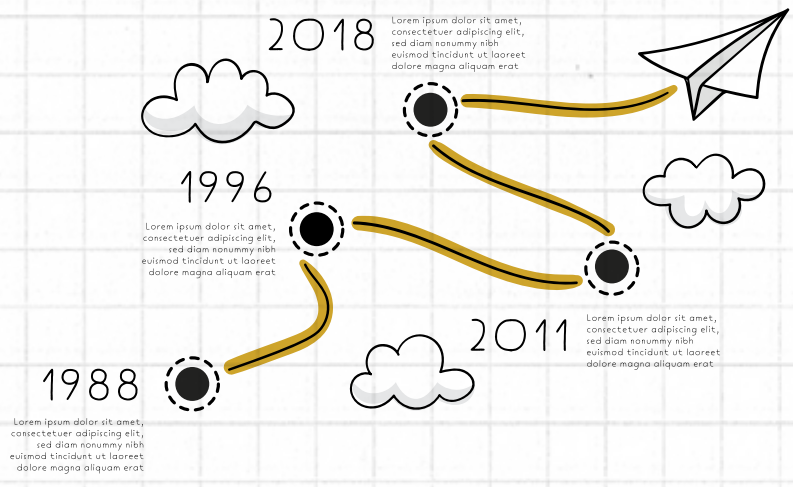 2018
Lorem ipsum dolor sit amet,
consectetuer adipiscing elit,
sed diam nonummy nibh
euismod tincidunt ut laoreet
dolore magna aliquam erat
1996
Lorem ipsum dolor sit amet,
consectetuer adipiscing elit,
sed diam nonummy nibh
euismod tincidunt ut laoreet
dolore magna aliquam erat
2011
Lorem ipsum dolor sit amet,
consectetuer adipiscing elit,
sed diam nonummy nibh
euismod tincidunt ut laoreet
dolore magna aliquam erat
1988
Lorem ipsum dolor sit amet,
consectetuer adipiscing elit,
sed diam nonummy nibh
euismod tincidunt ut laoreet
dolore magna aliquam erat